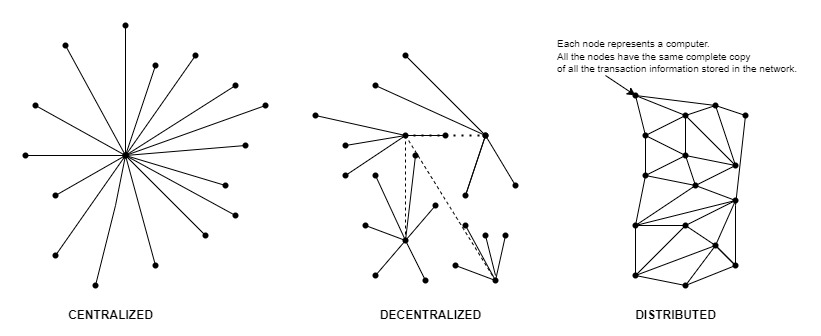 Each node represents a computer.
All the nodes have the same complete copy
of all the transaction information stored in the network.
CENTRALIZED
DECENTRALIZED
DISTRIBUTED